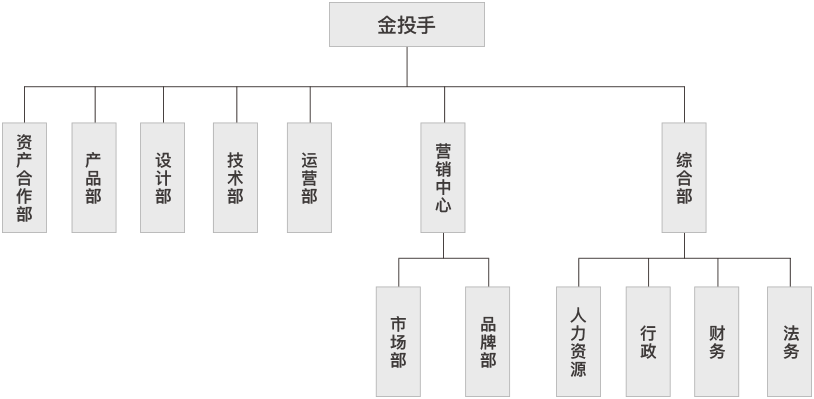 金投手
资产合作部
产品部
设计部
技术部
运营部
营销中心
综合部
市场部
品牌部
人力资源
行政
财务
法务